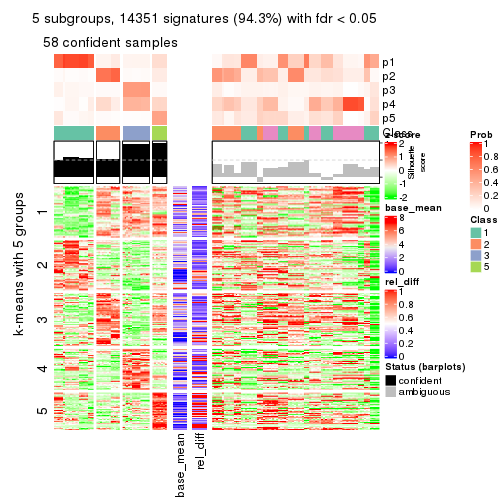 5 subgroups, 14351 signatures (94.3%) with fdr < 0.05
58 confident samples
p1
p2
p3
p4
p5
Class
1
2
3
4
5
k-means with 5 groups
base_mean
rel_diff
z-score
2
1
0
-1
-2
Silhouette
score
base_mean
8
6
4
2
0
rel_diff
1
0.8
0.6
0.4
0.2
0
Status (barplots)
confident
ambiguous
Prob
1
0.8
0.6
0.4
0.2
0
Class
1
2
3
5